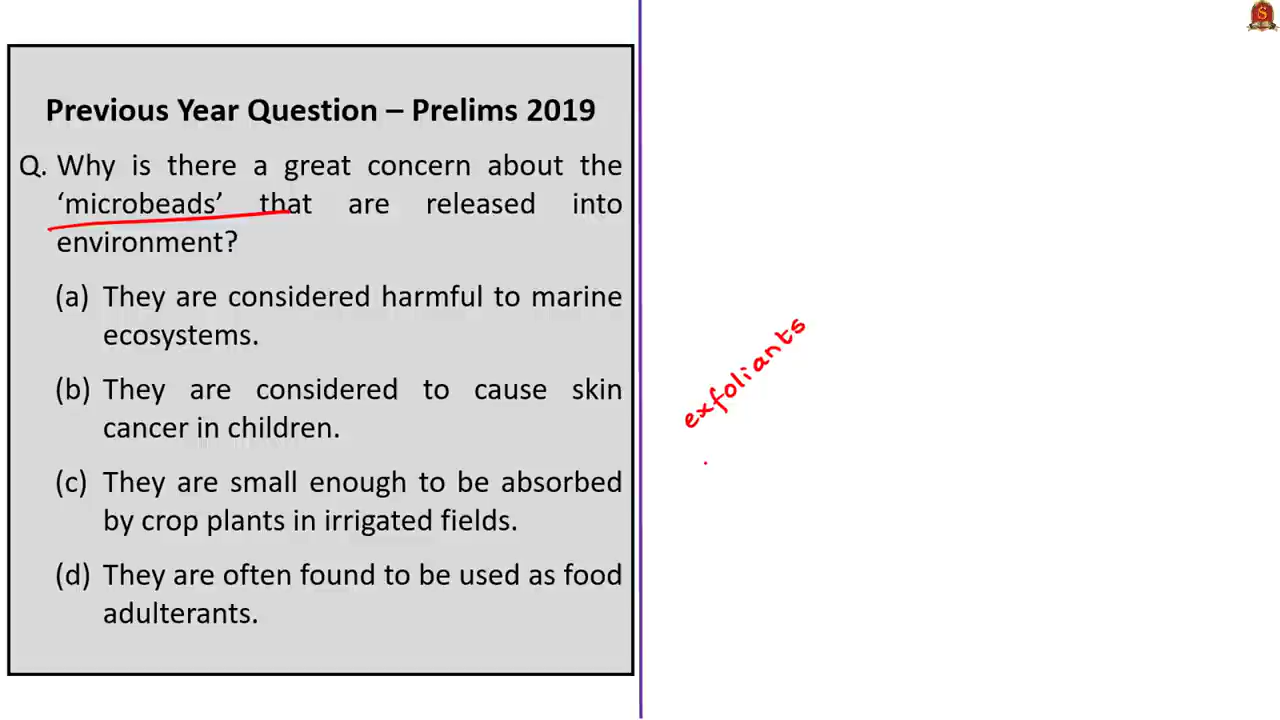 Previous Year Question – Prelims 2019
Q. Why is there a great concern about the
‘microbeads’ that are released into
environment?
(a) They are considered harmful to marine
ecosystems.
(b) They are considered to cause skin
cancer in children.
(c) They are small enough to be absorbed
by crop plants in irrigated fields.
(d) They are often found to be used as food
adulterants.
exfoliants
S